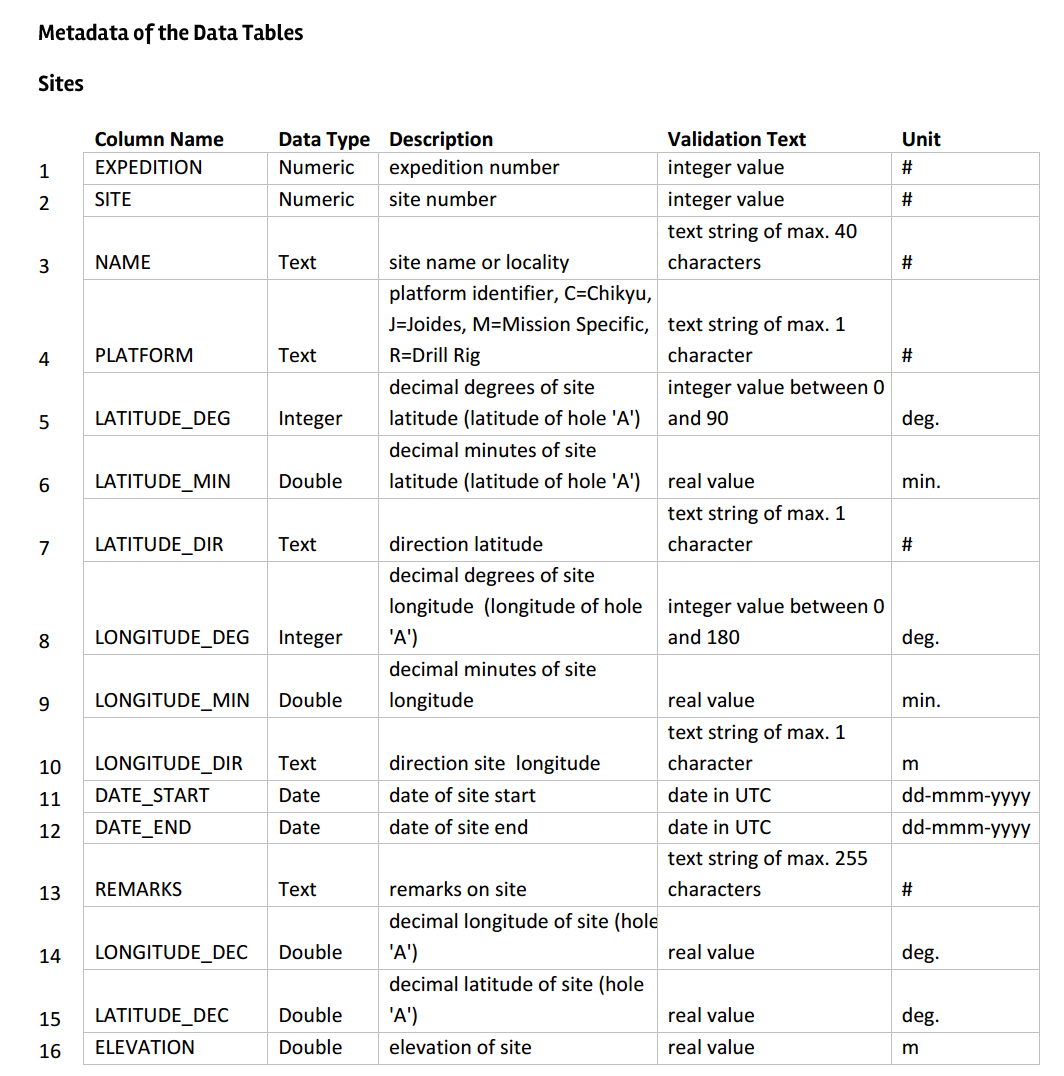 Metadata of the Data Tables
Sites
Column Name Data Type Description Validation Text Unit
1 EXPEDITION Numeric expedition number integer value #
2 SITE Numeric site number integer value #
text string of max. 40
3 NAME Text site name or locality characters #
platform identifier, C=Chikyu,
J=Joides, M=Mission Specific, text string of max. 1
4 PLATFORM Text R=Drill Rig character #
decimal degrees of site integer value between 0
5 LATITUDE_DEG Integer latitude (latitude of hole 'A') and 90 deg.
decimal minutes of site
6 LATITUDE_MIN Double latitude (latitude of hole 'A') real value min.
text string of max. 1
7 LATITUDE_DIR Text direction latitude character #
decimal degrees of site
longitude  (longitude of hole integer value between 0
8 LONGITUDE_DEG Integer 'A') and 180 deg.
decimal minutes of site
9 LONGITUDE_MIN Double longitude real value min.
text string of max. 1
10 LONGITUDE_DIR Text direction site  longitude character m
11 DATE_START Date date of site start date in UTC dd-mmm-yyyy
12 DATE_END Date date of site end date in UTC dd-mmm-yyyy
text string of max. 255
13 REMARKS Text remarks on site characters #
decimal longitude of site (hole
14 LONGITUDE_DEC Double 'A') real value deg.
decimal latitude of site (hole
15 LATITUDE_DEC Double 'A') real value deg.
16 ELEVATION Double elevation of site real value m